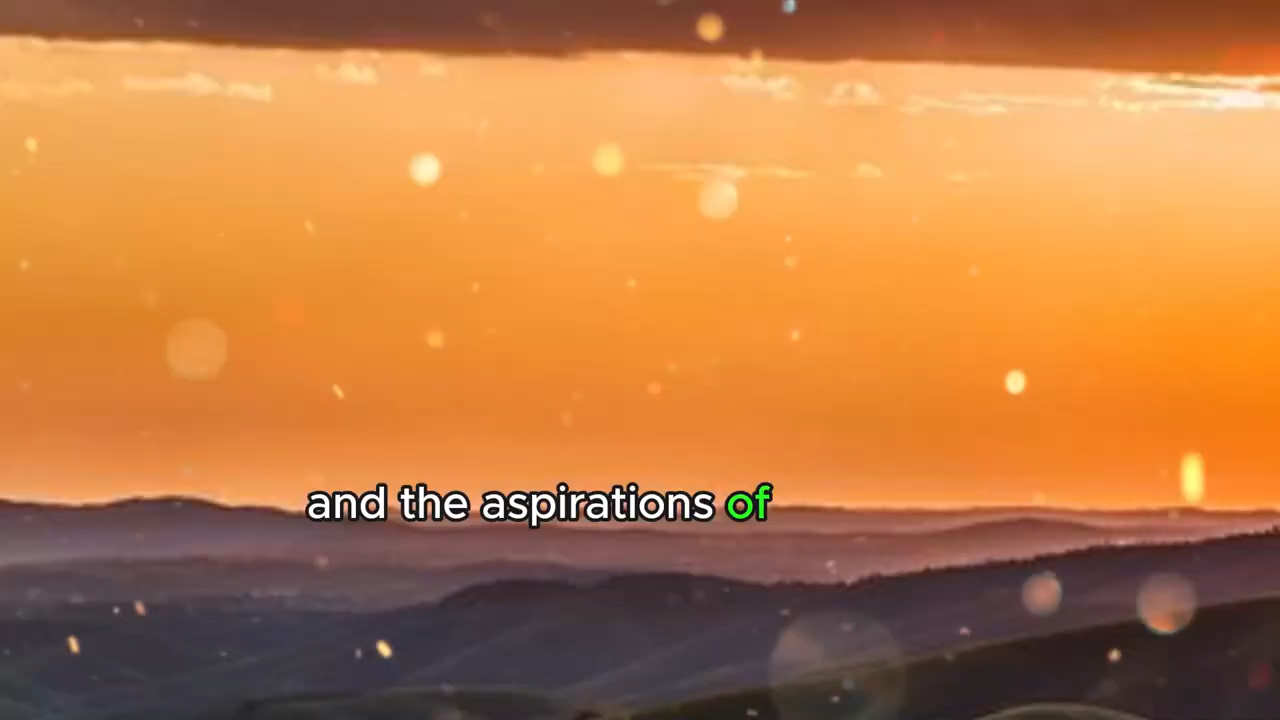 and the aspirations of